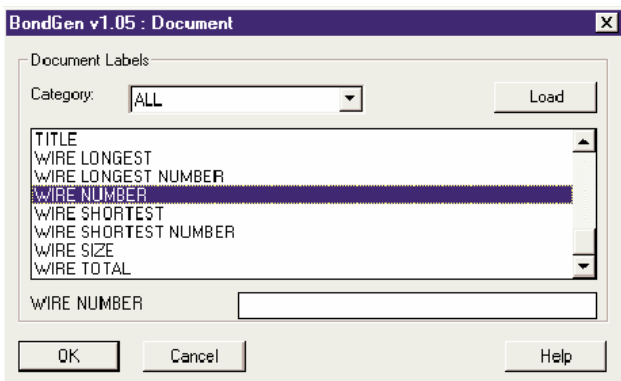 BondGen v1.05 : Document
Document Labels
Category: ALL Load
TITLE
WIRE LONGEST
WIRE LONGEST NUMBER
WIRE NUMBER
WIRE SHORTEST
WIRE SHORTEST NUMBER
WIRE SIZE
WIRE TOTAL
WIRE NUMBER
OK Cancel Help